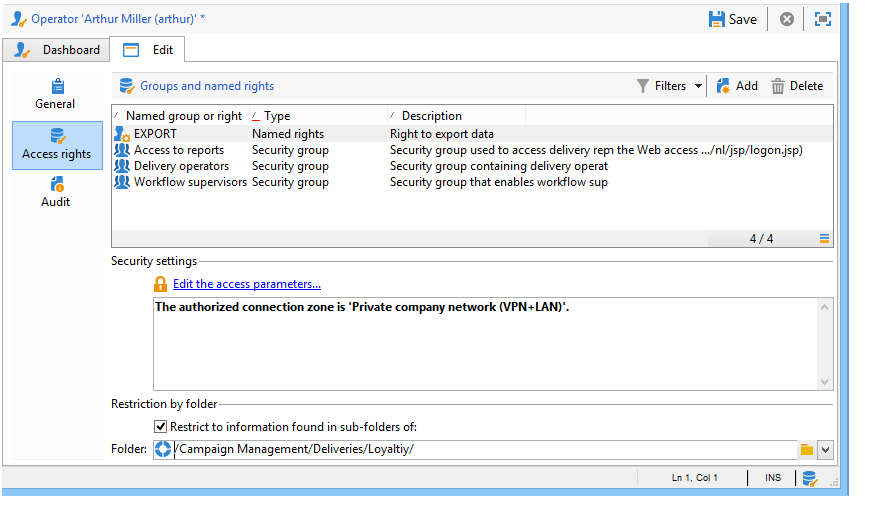 Operator 'Arthur Miller (arthur)' *
Save
Dashboard
Edit
General
Access rights
Audit
Groups and named rights
Filters
Add
Delete
Named group or right Type Description
EXPORT Named rights Right to export data
Access to reports Security group Security group used to access delivery repn the Web access .../nl/jsp/logon.jsp)
Delivery operators Security group Security group containing delivery operat
Workflow supervisors Security group Security group that enables workflow sup
4 / 4
Security settings
Edit the access parameters...
The authorized connection zone is 'Private company network (VPN+LAN)'.
Restriction by folder
Restrict to information found in sub-folders of:
Folder: /Campaign Management/Deliveries/Loyaltiy/
Ln 1, Col 1 INS